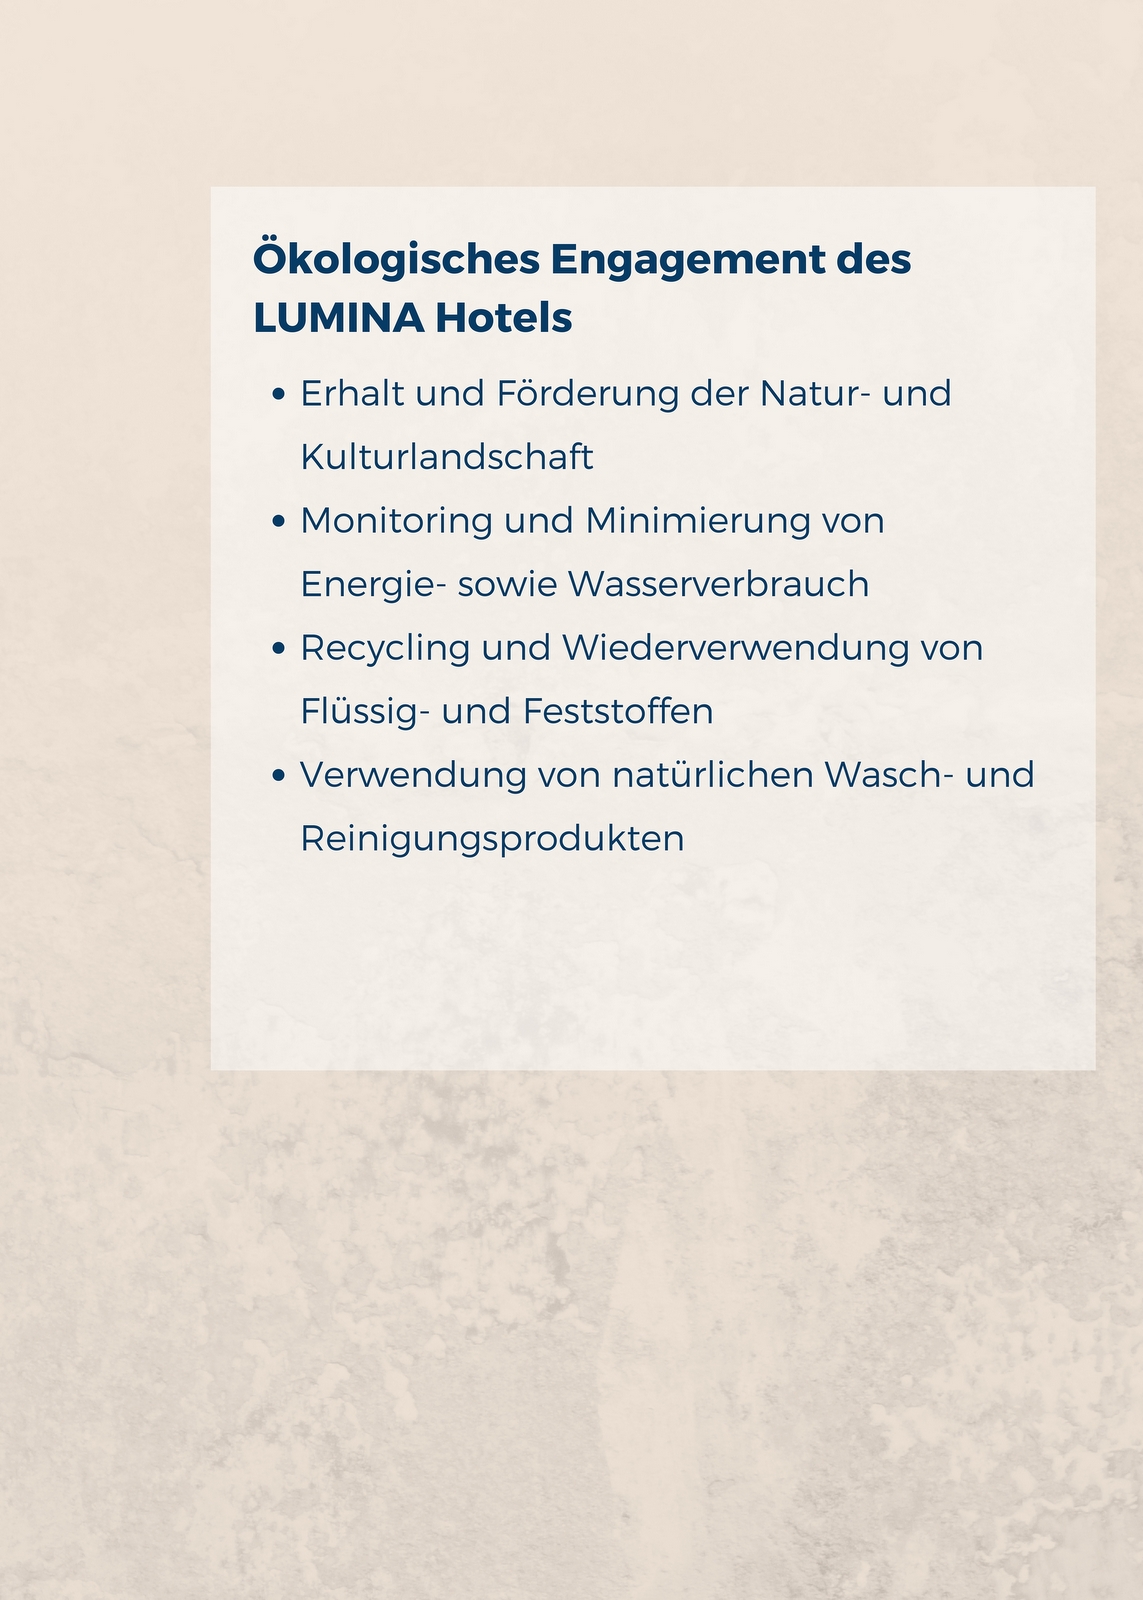 Ökologisches Engagement des
LUMINA Hotels
• Erhalt und Förderung der Natur- und
Kulturlandschaft
• Monitoring und Minimierung von
Energie- sowie Wasserverbrauch
• Recycling und Wiederverwendung von
Flüssig- und Feststoffen
• Verwendung von natürlichen Wasch- und
Reinigungsprodukten